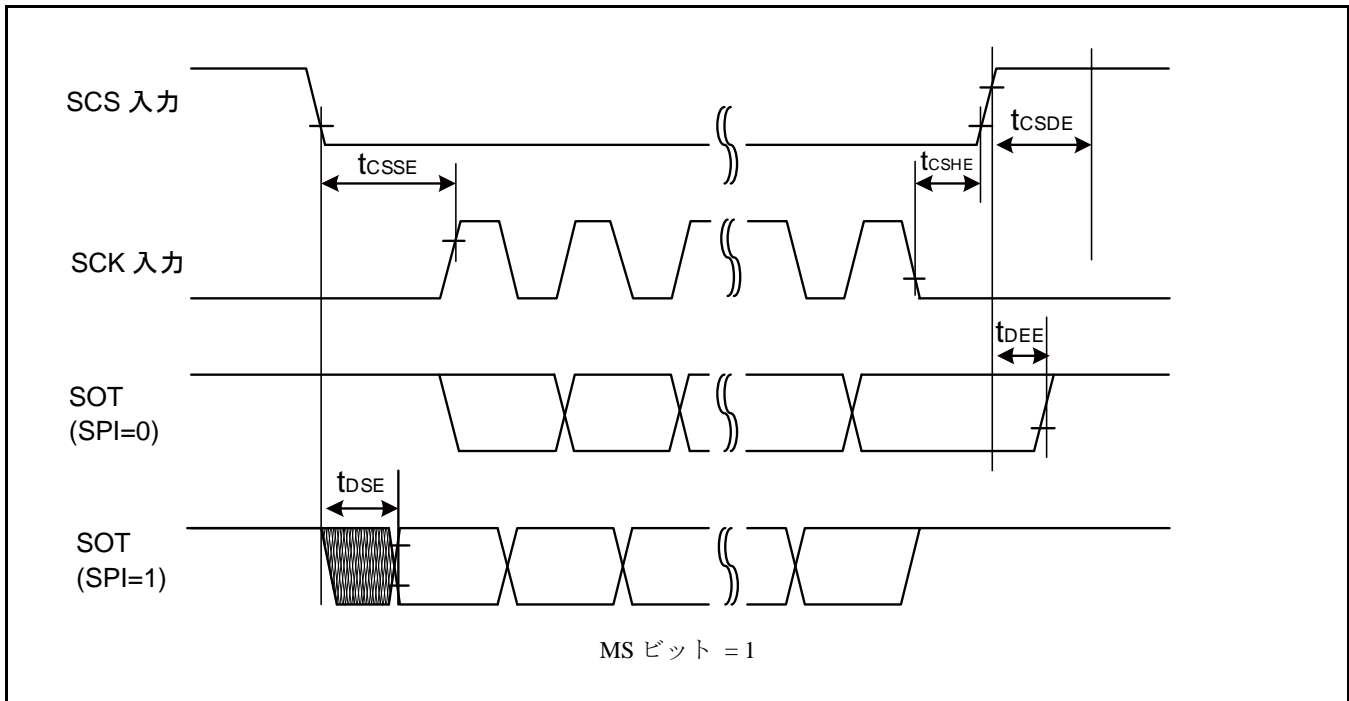 SCS 入力
tCSDE
tCSSE
tCSHE
SCK 入力
tDEE
SOT
(SPI=0)
tDSE
SOT
(SPI=1)
MS ビット = 1